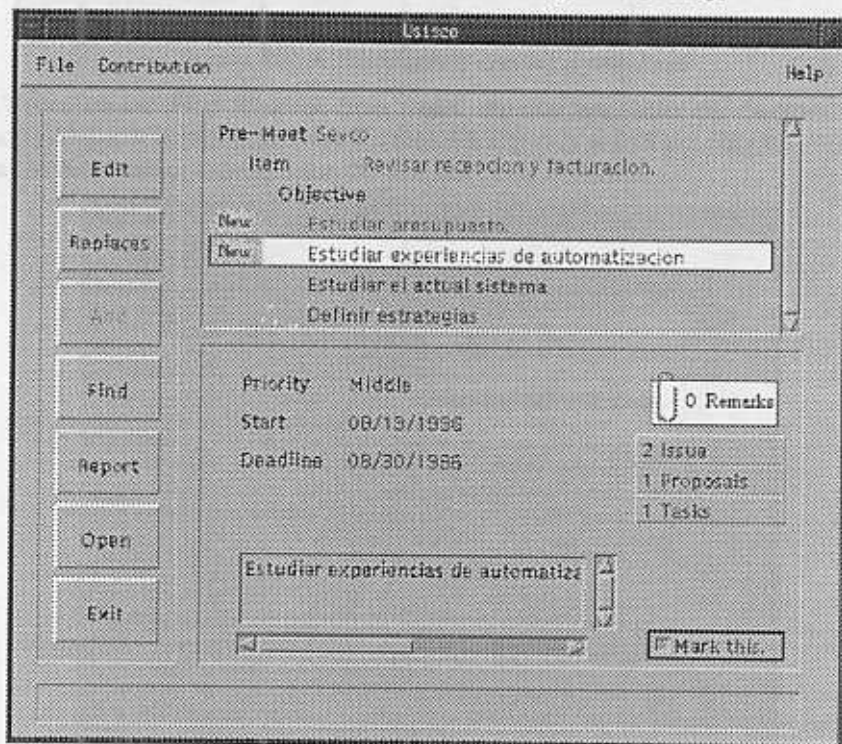 File Contribution Help
Pre-Meet Sevco
Item Revisar recepcion y facturacion.
Objective
New Estudiar presupuesto.
New Estudiar experiencias de automatizacion
Estudiar el actual sistema
Definir estrategias
Edit
Replaces
Find
Report
Open
Exit
Priority Middle
Start 08/19/1996
Deadline 08/30/1996
0 Remarks
2 Issue
1 Proposals
1 Tasks
Estudiar experiencias de automatiza
Mark this.